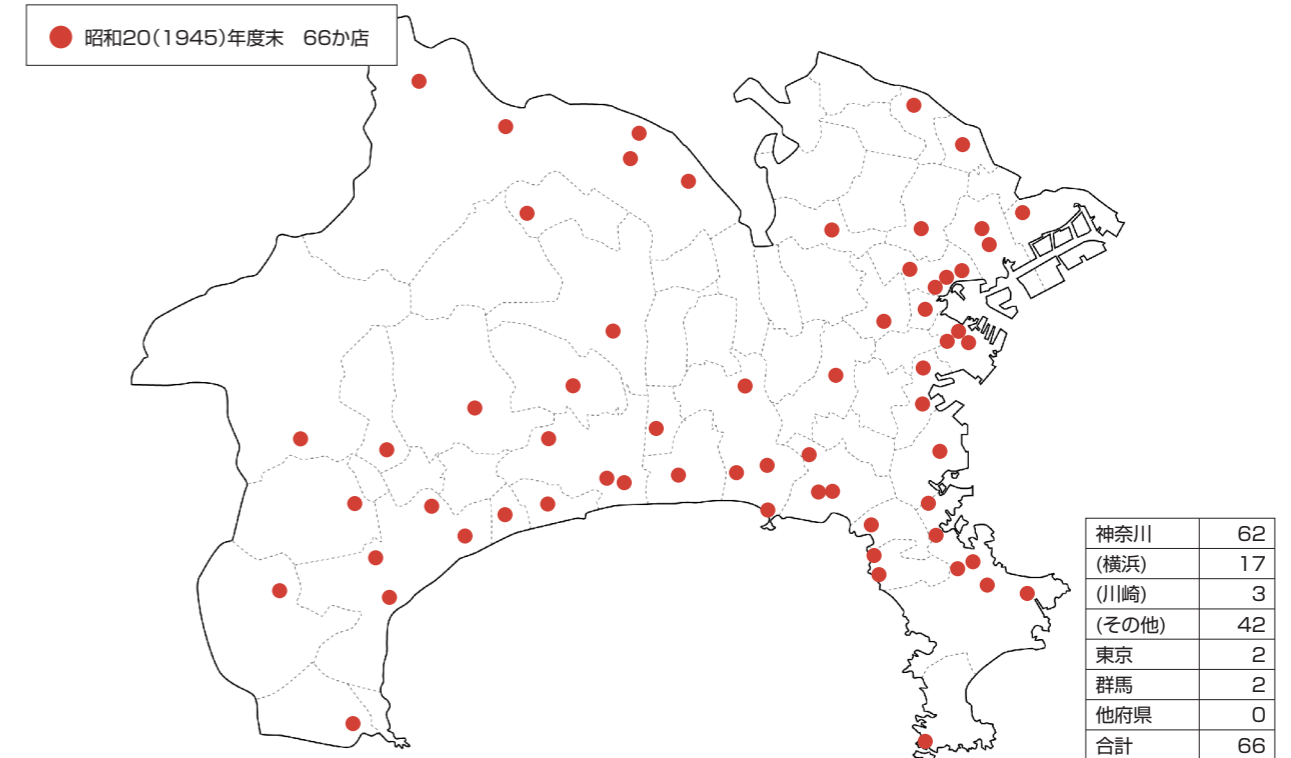 昭和20(1945)年度末　66か店
神奈川 62
(横浜) 17
(川崎) 3
(その他) 42
東京 2
群馬 2
他府県 0
合計 66